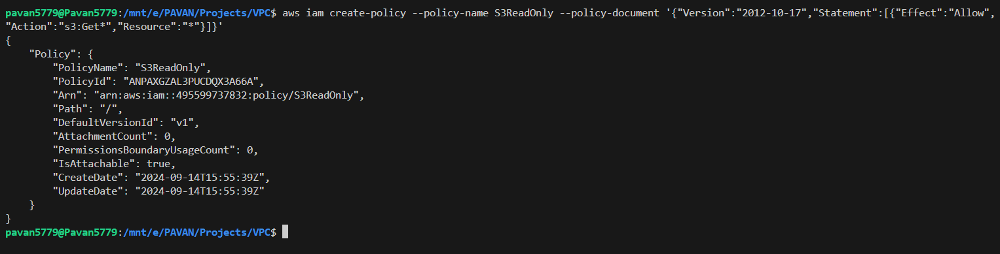 pavan5779@Pavan5779:/mnt/e/PAVAN/Projects/VPC$ aws iam create-policy --policy-name S3ReadOnly --policy-document '{"Version":"2012-10-17","Statement":[{"Effect":"Allow",
"Action":"s3:Get*","Resource":"*"}]}'
{
    "Policy": {
        "PolicyName": "S3ReadOnly",
        "PolicyId": "ANPAXGZAL3PUCDQX3A66A",
        "Arn": "arn:aws:iam::495599737832:policy/S3ReadOnly",
        "Path": "/",
        "DefaultVersionId": "v1",
        "AttachmentCount": 0,
        "PermissionsBoundaryUsageCount": 0,
        "IsAttachable": true,
        "CreateDate": "2024-09-14T15:55:39Z",
        "UpdateDate": "2024-09-14T15:55:39Z"
    }
}
pavan5779@Pavan5779:/mnt/e/PAVAN/Projects/VPC$